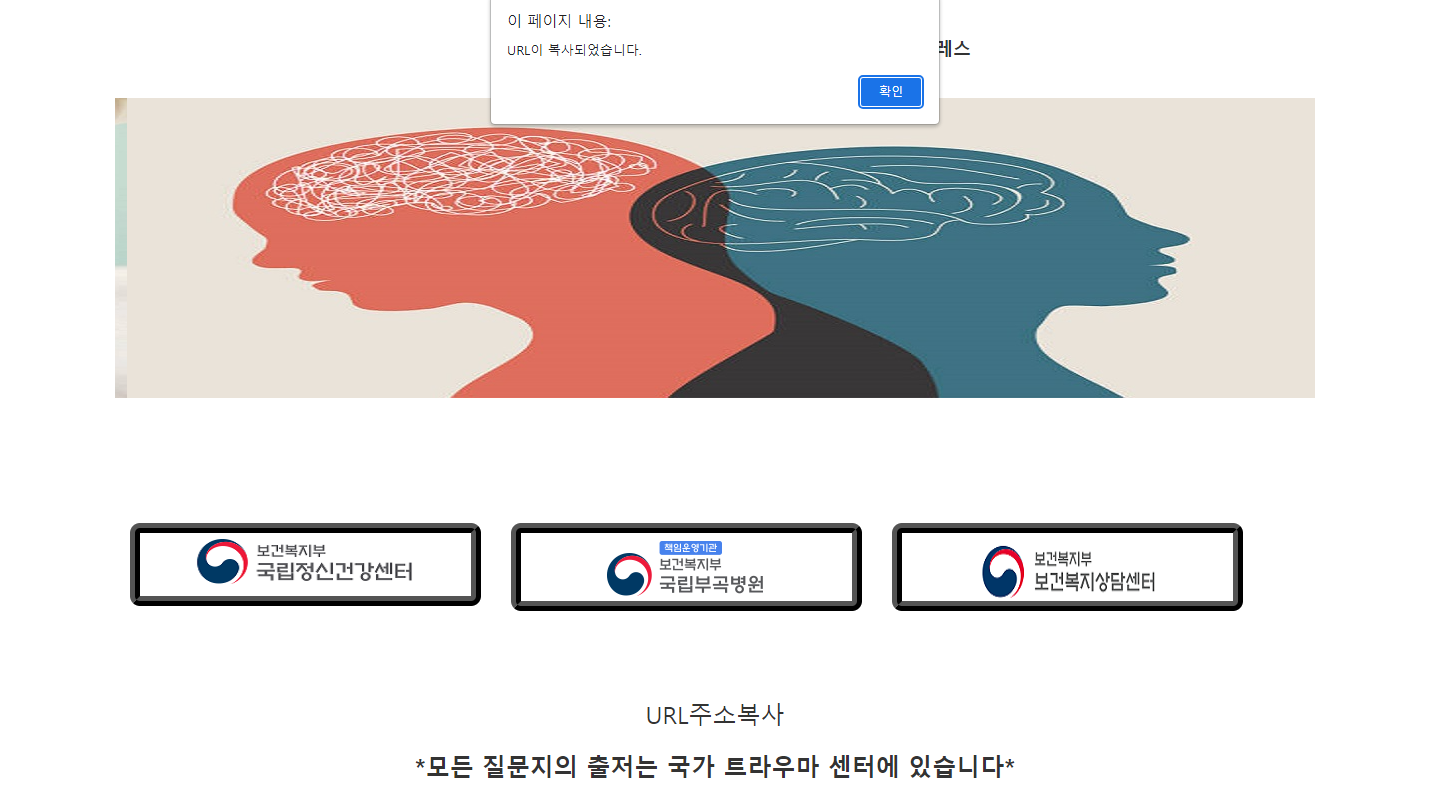 이 페이지 내용:
URL이 복사되었습니다.
레스
확인
보건복지부
국립정신건강센터
책임운영기관
보건복지부
국립부곡병원
보건복지부
보건복지상담센터
URL주소복사
*모든 질문지의 출저는 국가 트라우마 센터에 있습니다*